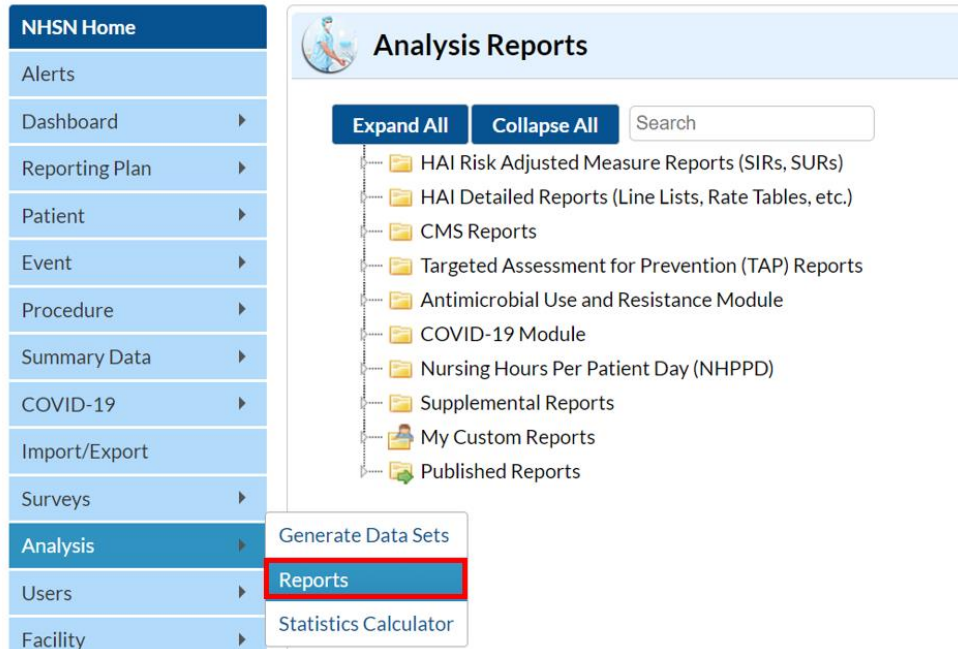 NHSN Home
Alerts
Dashboard
Reporting Plan
Patient
Event
Procedure
Summary Data
COVID-19
Import/Export
Surveys
Analysis
Users
Facility
Analysis Reports
Expand All
Collapse All
Search
HAI Risk Adjusted Measure Reports (SIRs, SURs)
HAI Detailed Reports (Line Lists, Rate Tables, etc.)
CMS Reports
Targeted Assessment for Prevention (TAP) Reports
Antimicrobial Use and Resistance Module
COVID-19 Module
Nursing Hours Per Patient Day (NHPPD)
Supplemental Reports
My Custom Reports
Published Reports
Generate Data Sets
Reports
Statistics Calculator